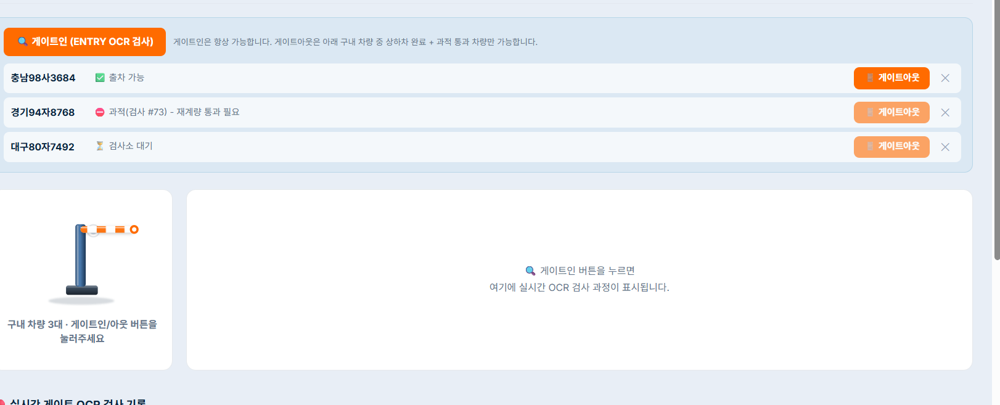 게이트인 (ENTRY OCR 검사)
게이트인은 항상 가능합니다. 게이트아웃은 아래 구내 차량 중 상하차 완료 + 과적 통과 차량만 가능합니다.
충남98사3684 출차 가능 게이트아웃
경기94자8768 과적(검사 #73) - 재계량 통과 필요 게이트아웃
대구80자7492 검사소 대기 게이트아웃
게이트인 버튼을 누르면
여기에 실시간 OCR 검사 과정이 표시됩니다.
구내 차량 3대 · 게이트인/아웃 버튼을
눌러주세요
실시간 게이트 OCR 검사 기록